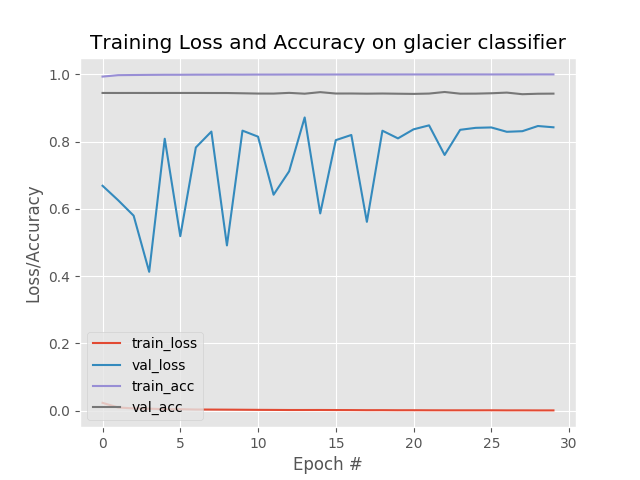 Training Loss and Accuracy on glacier classifier
Loss/Accuracy
1.0
0.8
0.6
0.4
0.2
0.0
train_loss
val_loss
train_acc
val_acc
0 5 10 15 20 25 30
Epoch #